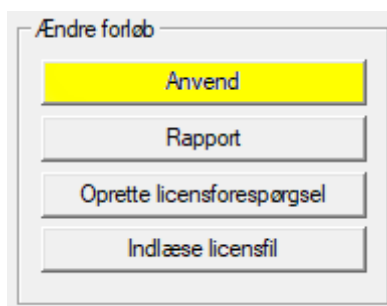 Ændre forløb
Anvend
Rapport
Oprette licensforespørgsel
Indlæse licensfil